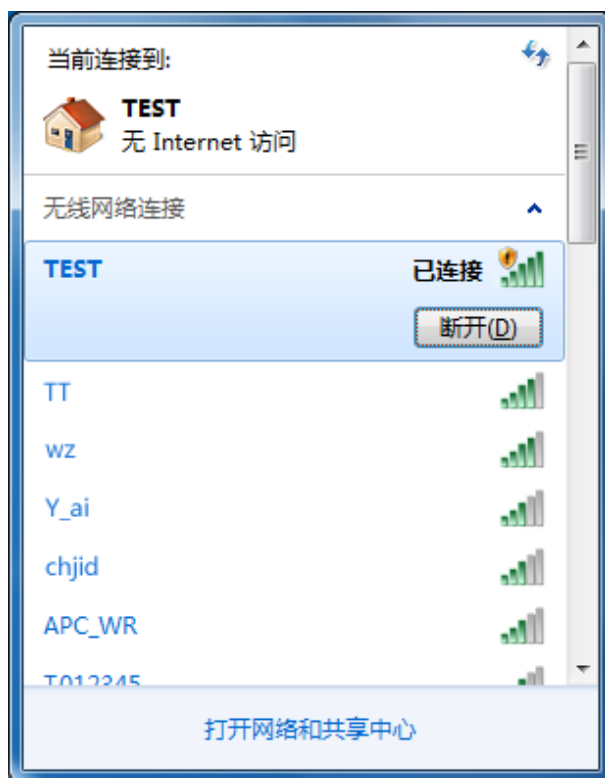 当前连接到:
TEST
无 Internet 访问
无线网络连接
TEST 已连接
断开(D)
TT
wz
Y_ai
chjid
APC_WR
T012345
打开网络和共享中心